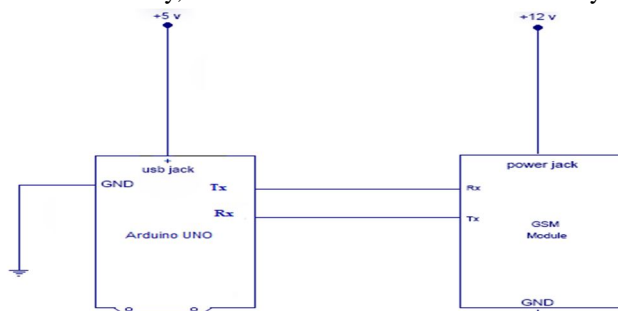 +5 v
+12 v
+
usb jack
GND
Tx
Rx
Arduino UNO
power jack
Rx
Tx
GSM
Module
GND